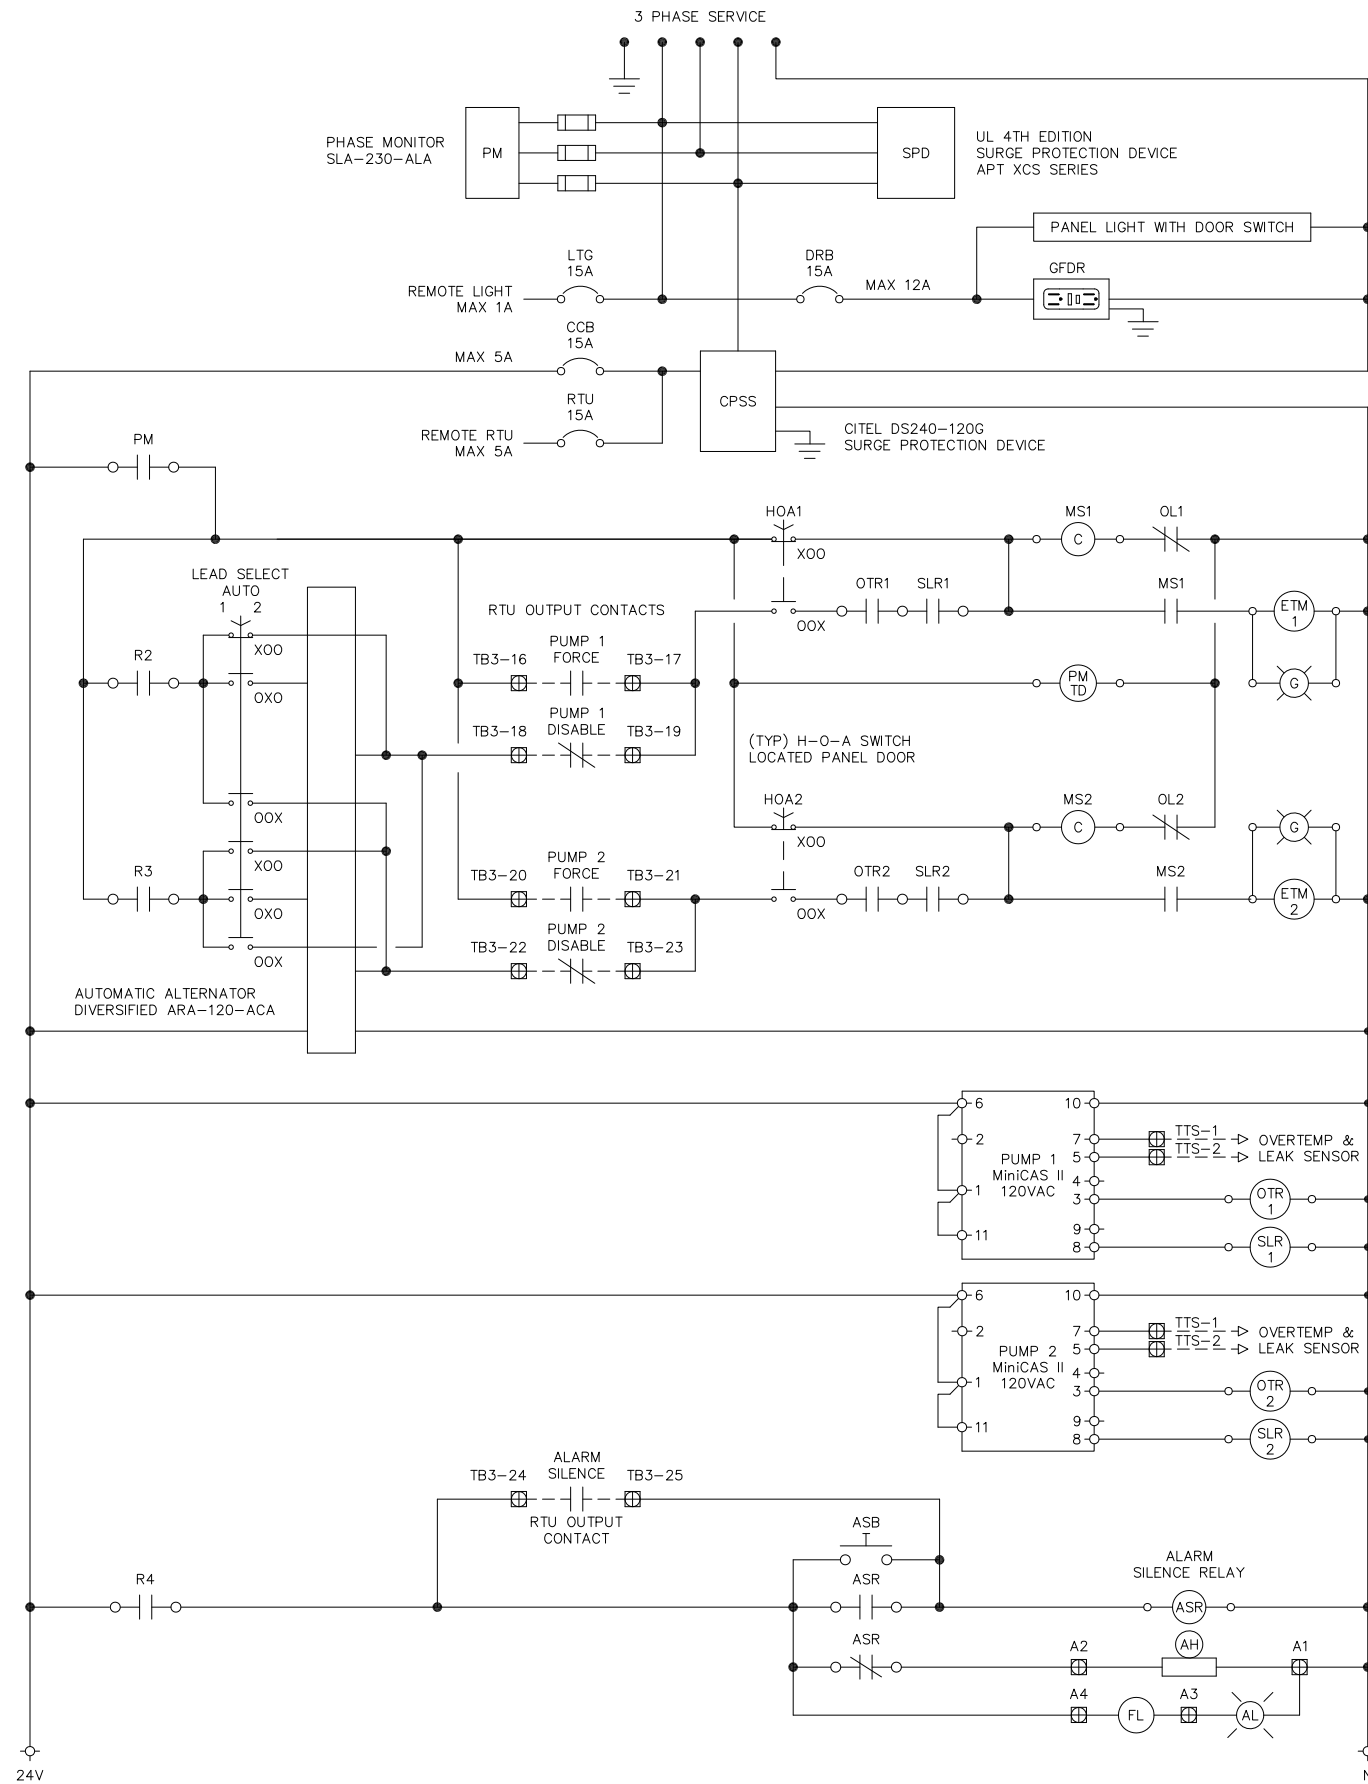 3 PHASE SERVICE
PHASE MONITOR
SLA-230-ALA
PM
SPD
UL 4TH EDITION
SURGE PROTECTION DEVICE
APT XCS SERIES
PANEL LIGHT WITH DOOR SWITCH
LTG
15A
DRB
15A
GFDR
REMOTE LIGHT
MAX 1A
MAX 12A
CCB
15A
MAX 5A
CPSS
RTU
15A
REMOTE RTU
MAX 5A
CITEL DS240-120G
SURGE PROTECTION DEVICE
PM
HOA1
MS1
OL1
C
XOO
LEAD SELECT
AUTO
1 2
OTR1
SLR1
MS1
ETM
1
RTU OUTPUT CONTACTS
OOX
R2
XOO
PUMP 1
FORCE
TB3-16
TB3-17
PM
TD
G
OXO
PUMP 1
DISABLE
TB3-18
TB3-19
(TYP) H-O-A SWITCH
LOCATED PANEL DOOR
HOA2
MS2
OL2
C
G
OOX
XOO
R3
XOO
PUMP 2
FORCE
TB3-20
TB3-21
OTR2
SLR2
MS2
ETM
2
OXO
OOX
PUMP 2
DISABLE
TB3-22
TB3-23
OOX
AUTOMATIC ALTERNATOR
DIVERSIFIED ARA-120-ACA
6
10
2
7
TTS-1
OVERTEMP &
5
TTS-2
LEAK SENSOR
PUMP 1
MiniCAS II
120VAC
4
1
3
OTR
1
9
11
8
SLR
1
6
10
2
7
TTS-1
OVERTEMP &
5
TTS-2
LEAK SENSOR
PUMP 2
MiniCAS II
120VAC
4
1
3
OTR
2
9
11
8
SLR
2
ALARM
SILENCE
TB3-24
TB3-25
RTU OUTPUT
CONTACT
ASB
R4
ASR
ALARM
SILENCE RELAY
ASR
ASR
A2
AH
A1
A4
FL
A3
AL
24V